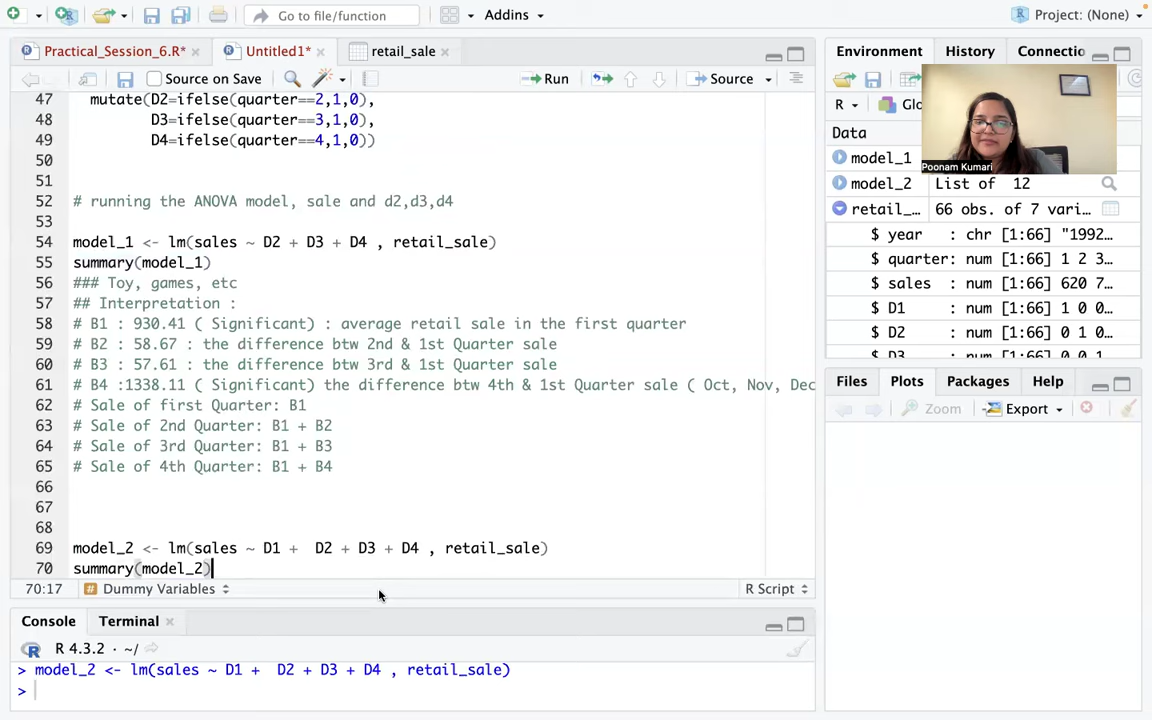 Go to file/function
Addins
Project: (None)
Practical_Session_6.R*
Untitled1*
retail_sale
Source on Save
Run
Source
47 mutate(D2=ifelse(quarter==2,1,0),
48 D3=ifelse(quarter==3,1,0),
49 D4=ifelse(quarter==4,1,0))
50
51
52 # running the ANOVA model, sale and d2,d3,d4
53
54 model_1 <- lm(sales ~ D2 + D3 + D4 , retail_sale)
55 summary(model_1)
56 ### Toy, games, etc
57 ## Interpretation :
58 # B1 : 930.41 ( Significant) : average retail sale in the first quarter
59 # B2 : 58.67 : the difference btw 2nd & 1st Quarter sale
60 # B3 : 57.61 : the difference btw 3rd & 1st Quarter sale
61 # B4 :1338.11 ( Significant) the difference btw 4th & 1st Quarter sale ( Oct, Nov, Dec
62 # Sale of first Quarter: B1
63 # Sale of 2nd Quarter: B1 + B2
64 # Sale of 3rd Quarter: B1 + B3
65 # Sale of 4th Quarter: B1 + B4
66
67
68
69 model_2 <- lm(sales ~ D1 +  D2 + D3 + D4 , retail_sale)
70 summary(model_2)
70:17 # Dummy Variables
R Script
Console
Terminal
R 4.3.2 · ~/
> model_2 <- lm(sales ~ D1 +  D2 + D3 + D4 , retail_sale)
>
Environment
History
Connectio
R
Glo
Data
Poonam Kumari
model_1
model_2 List of  12
retail_… 66 obs. of 7 vari…
$ year : chr [1:66] "1992…
$ quarter: num [1:66] 1 2 3…
$ sales : num [1:66] 620 7…
$ D1 : num [1:66] 1 0 0…
$ D2 : num [1:66] 0 1 0…
$ D3 : num [1:66] 0 0 1…
Files
Plots
Packages
Help
Zoom
Export